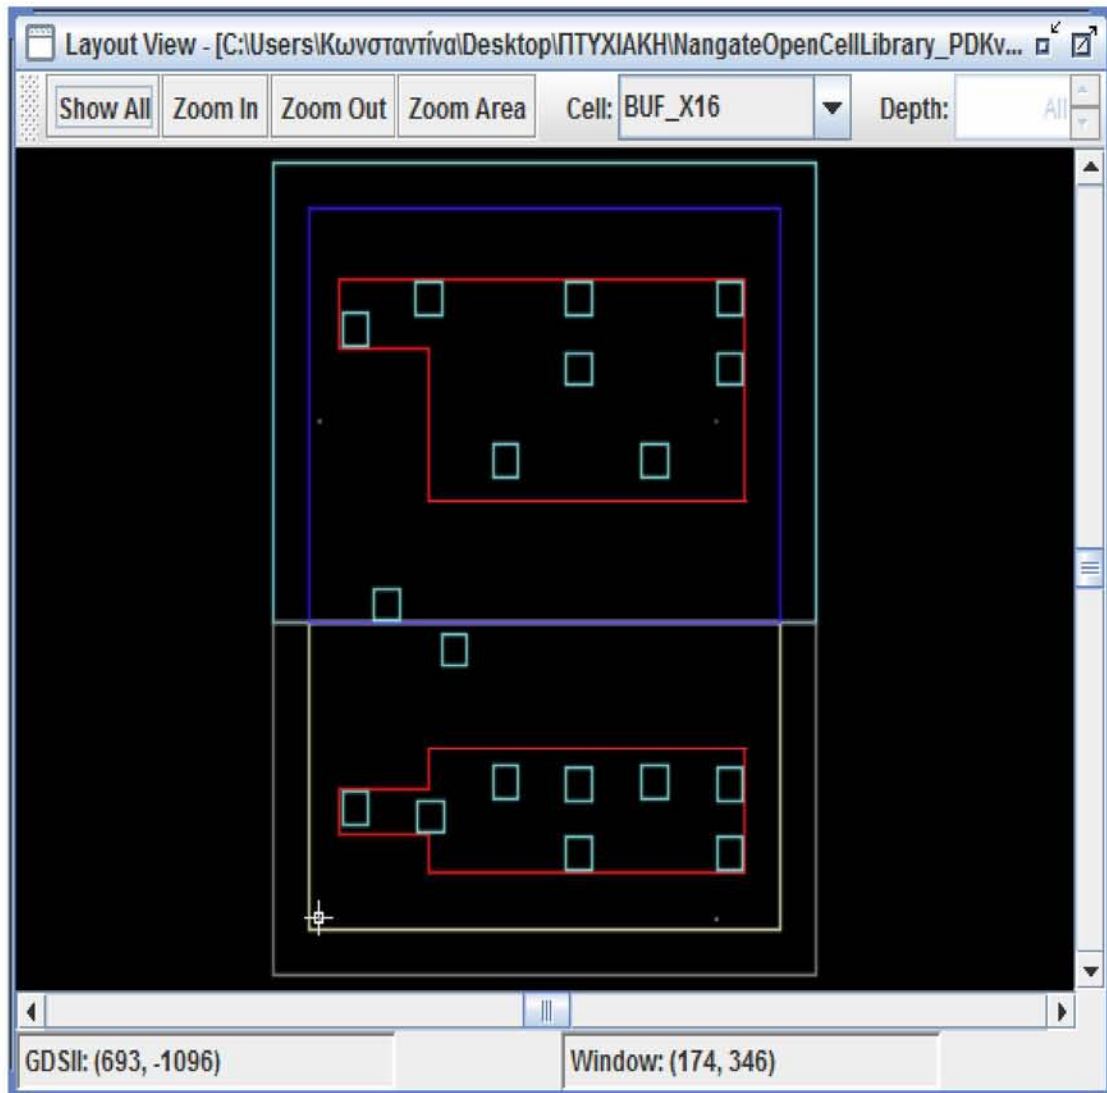 Layout View - [C:\Users\Κωνσταντίνα\Desktop\ΠΤΥΧΙΑΚΗ\NangateOpenCellLibrary_PDKv...
Show All Zoom In Zoom Out Zoom Area Cell: BUF_X16 Depth: All
GDSII: (693, -1096) Window: (174, 346)